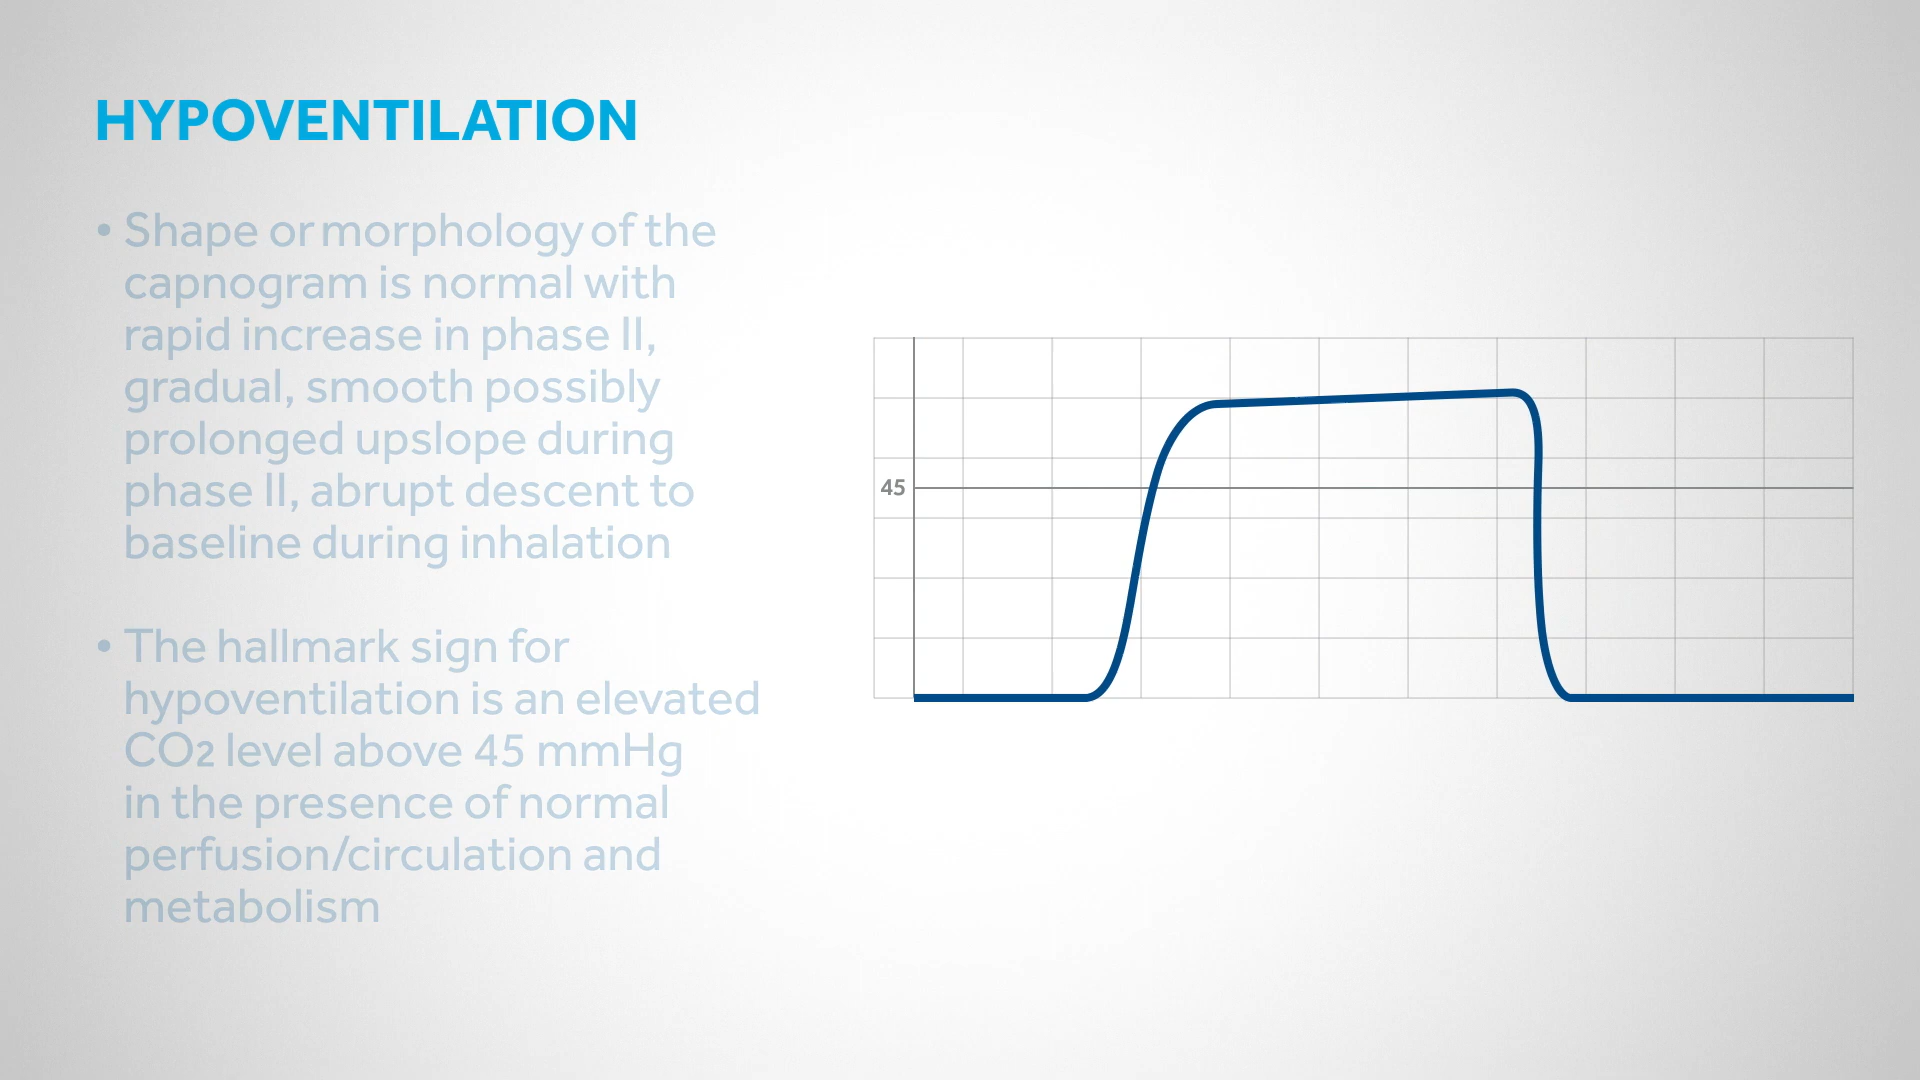 HYPOVENTILATION
• Shape or morphology of the
capnogram is normal with
rapid increase in phase II,
gradual, smooth possibly
prolonged upslope during
phase II, abrupt descent to
baseline during inhalation
• The hallmark sign for
hypoventilation is an elevated
CO2 level above 45 mmHg
in the presence of normal
perfusion/circulation and
metabolism
45